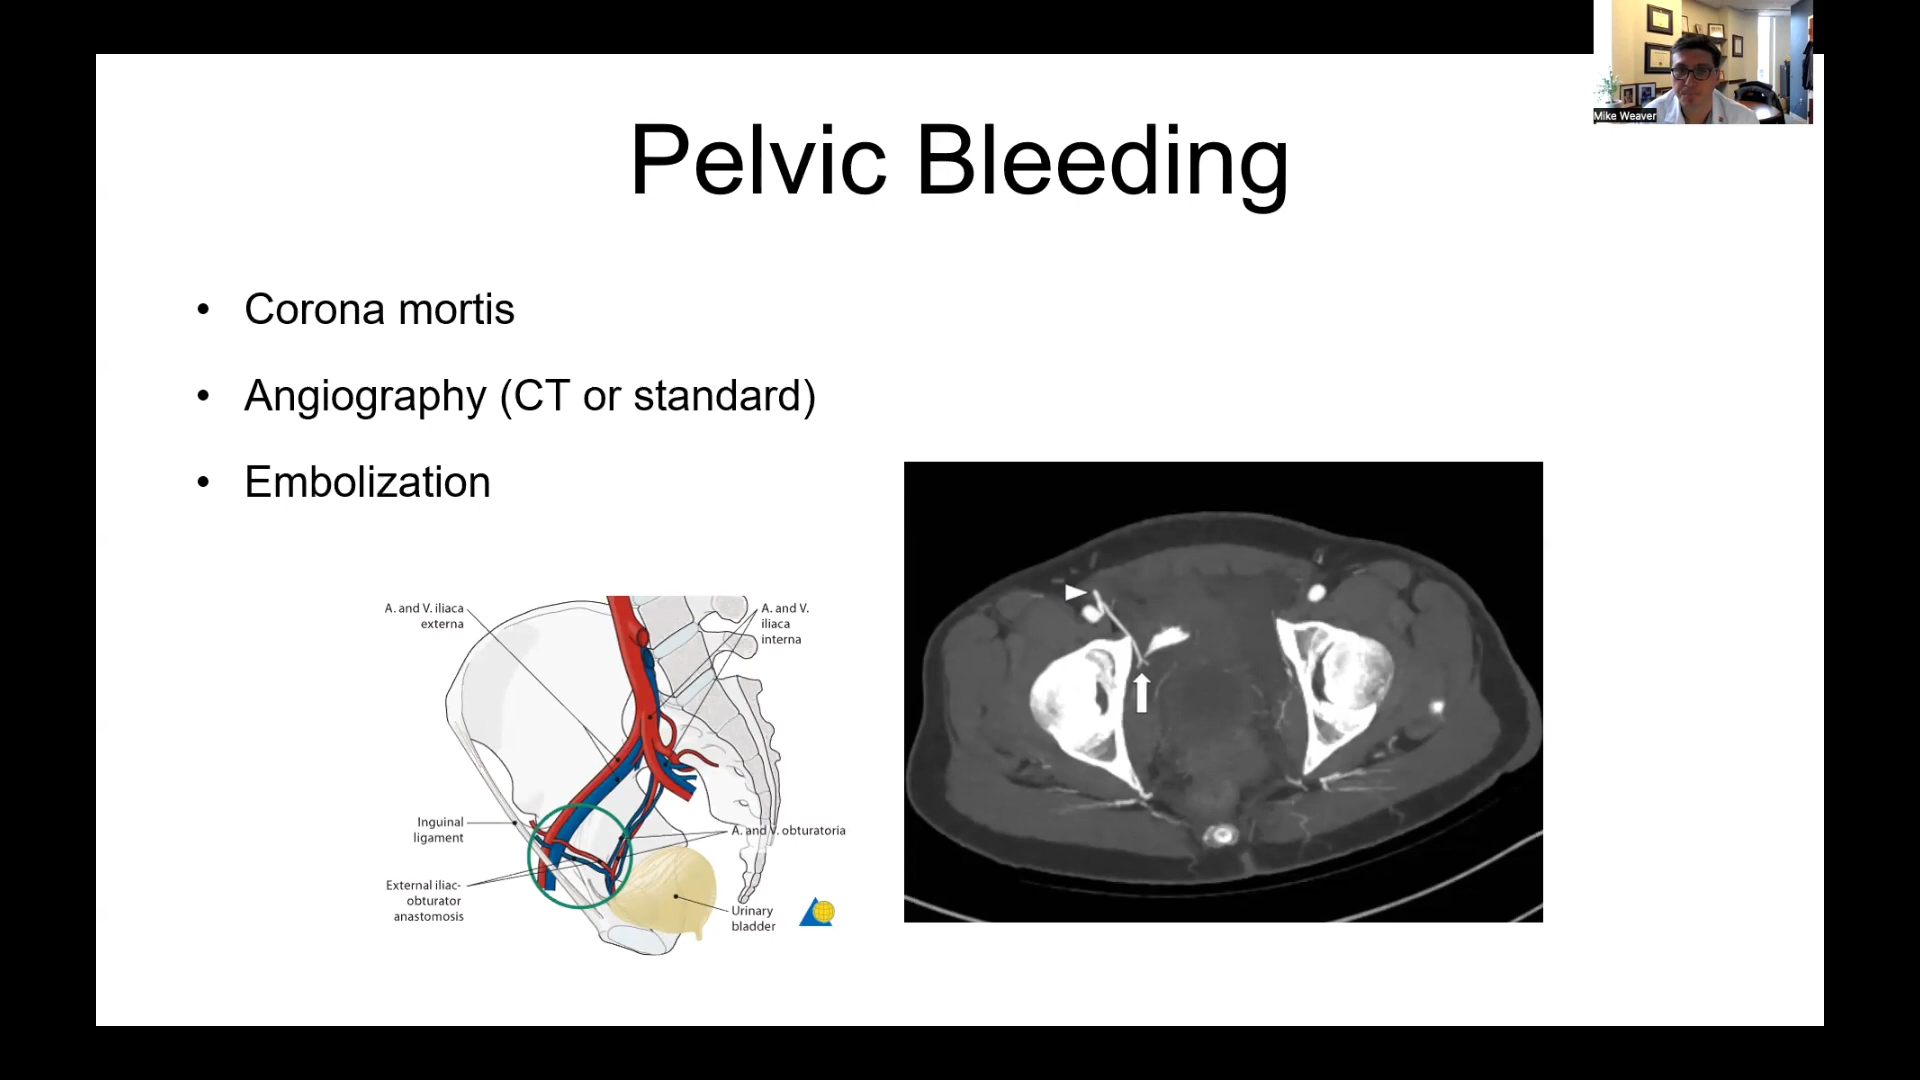 Mike Weaver
Pelvic Bleeding
• Corona mortis
• Angiography (CT or standard)
• Embolization
A. and V. iliaca
externa
A. and V.
iliaca
interna
Inguinal
ligament
A. and V. obturatoria
External iliac-
obturator
anastomosis
Urinary
bladder